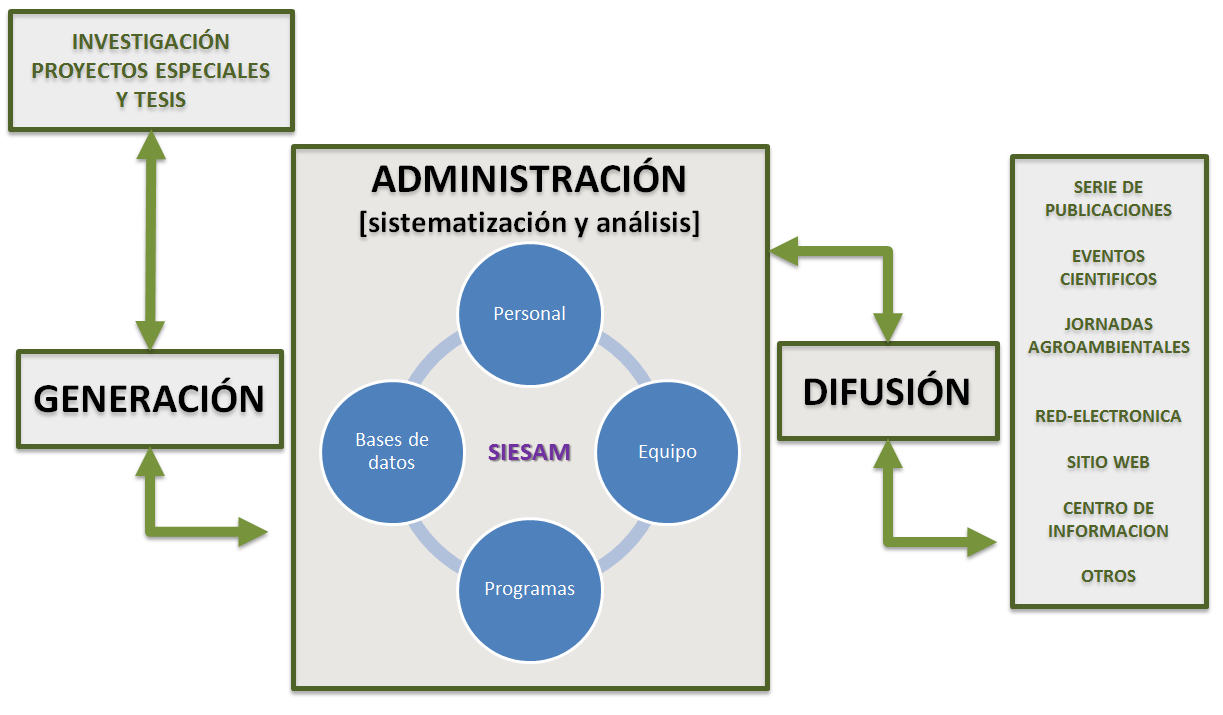 INVESTIGACIÓN
PROYECTOS ESPECIALES
Y TESIS
GENERACIÓN
ADMINISTRACIÓN
[sistematización y análisis]
Personal
Bases de
datos
SIESAM
Equipo
Programas
DIFUSIÓN
SERIE DE
PUBLICACIONES
EVENTOS
CIENTIFICOS
JORNADAS
AGROAMBIENTALES
RED-ELECTRONICA
SITIO WEB
CENTRO DE
INFORMACION
OTROS